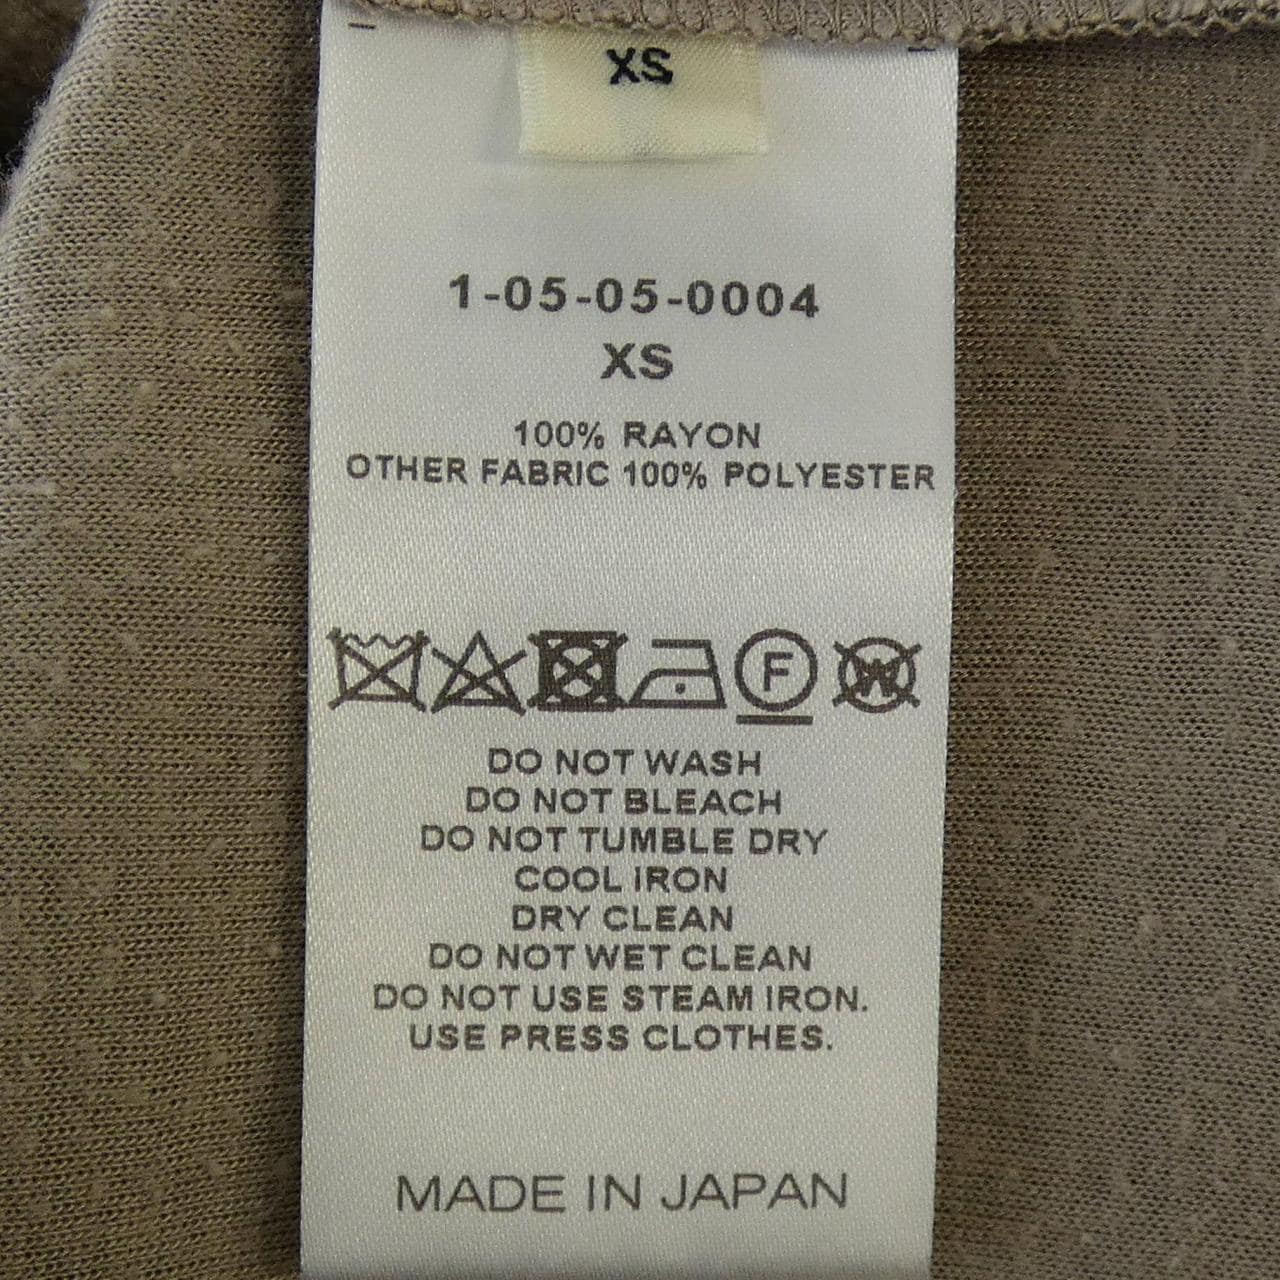 XS
1-05-05-0004
XS
100% RAYON
OTHER FABRIC 100% POLYESTER
F W
DO NOT WASH
DO NOT BLEACH
DO NOT TUMBLE DRY
COOL IRON
DRY CLEAN
DO NOT WET CLEAN
DO NOT USE STEAM IRON.
USE PRESS CLOTHES.
MADE IN JAPAN